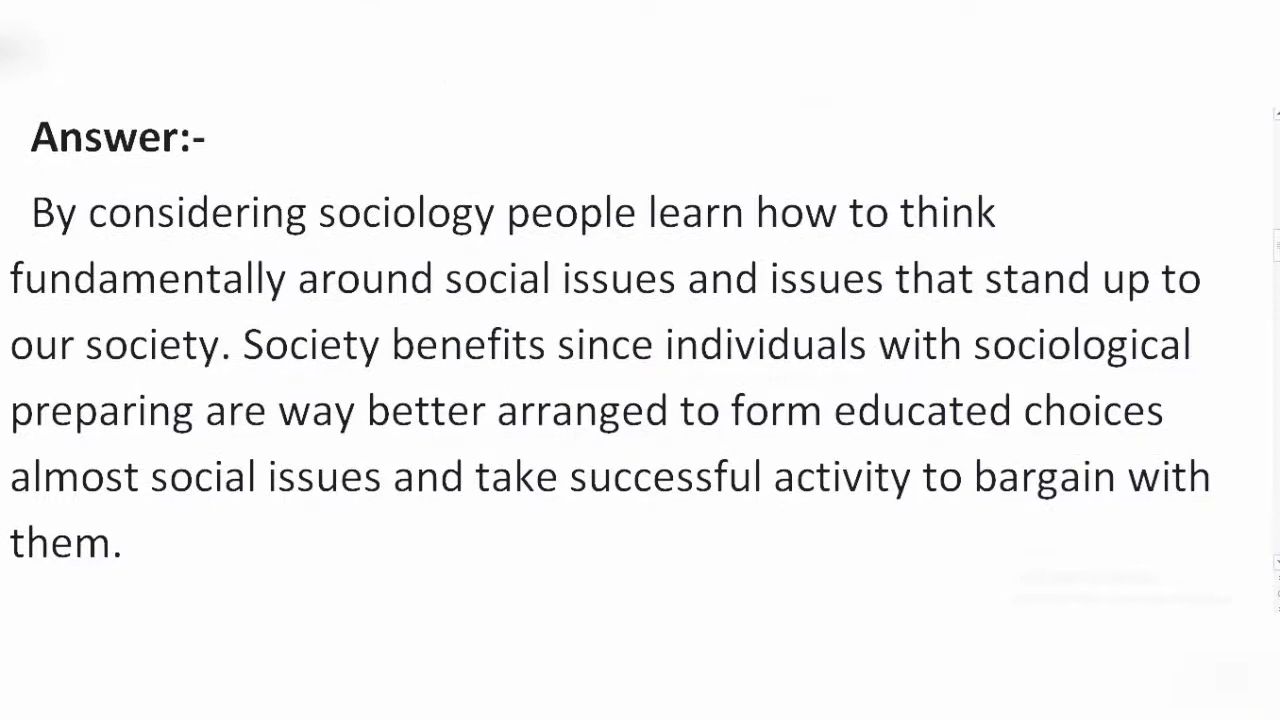 Answer:-
By considering sociology people learn how to think
fundamentally around social issues and issues that stand up to
our society. Society benefits since individuals with sociological
preparing are way better arranged to form educated choices
almost social issues and take successful activity to bargain with
them.